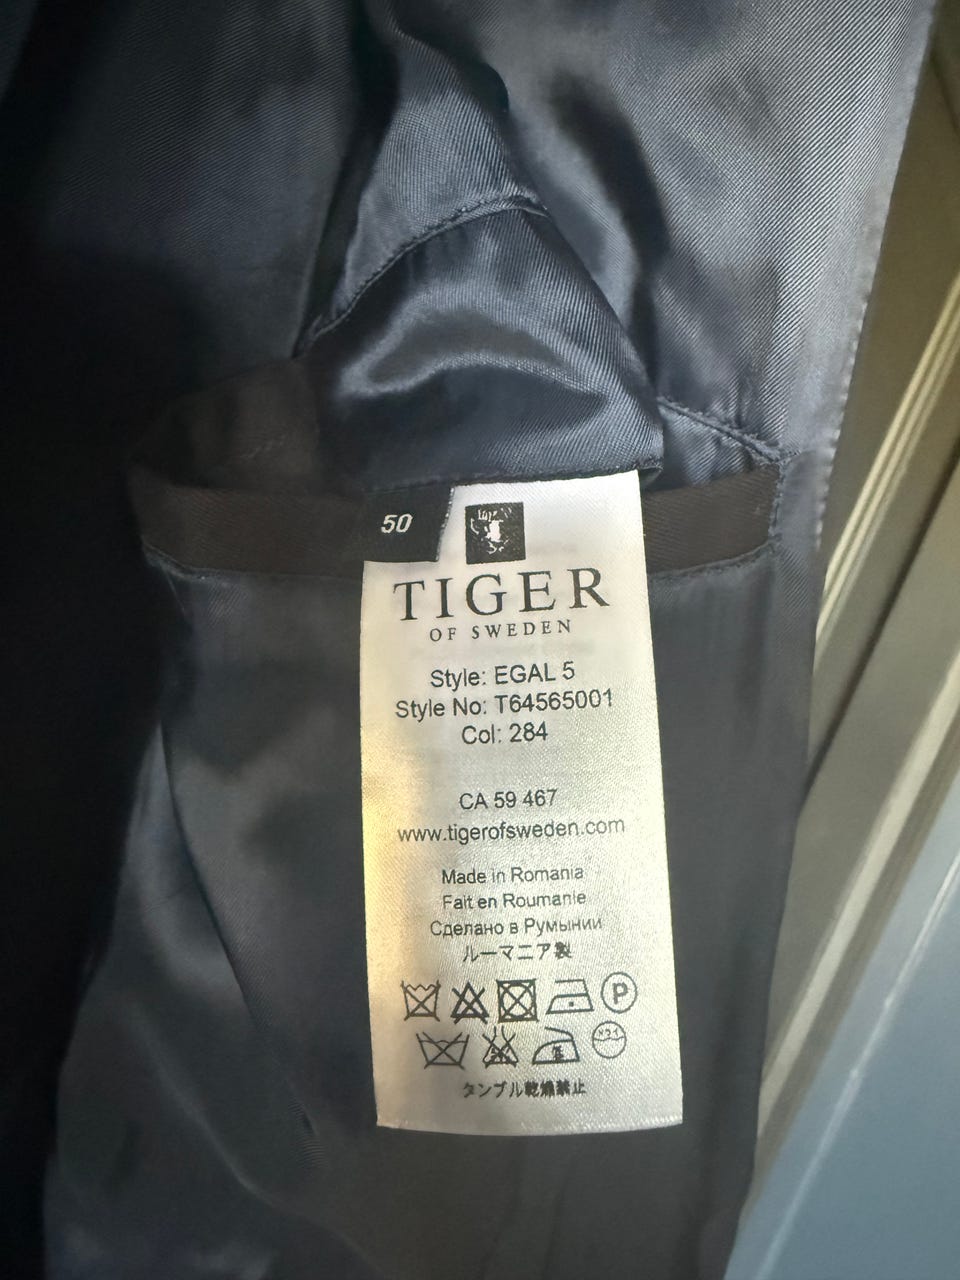 50
TIGER
OF SWEDEN
Style: EGAL 5
Style No: T64565001
Col: 284
CA 59 467
www.tigerofsweden.com
Made in Romania
Fait en Roumanie
Сделано в Румынии
ルーマニア製
P
タンブル乾燥禁止